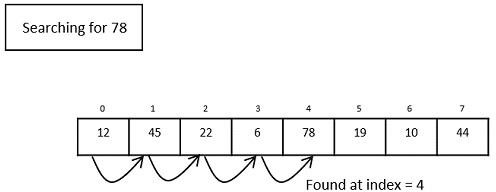 Searching for 78
0 1 2 3 4 5 6 7
12 45 22 6 78 19 10 44
Found at index = 4